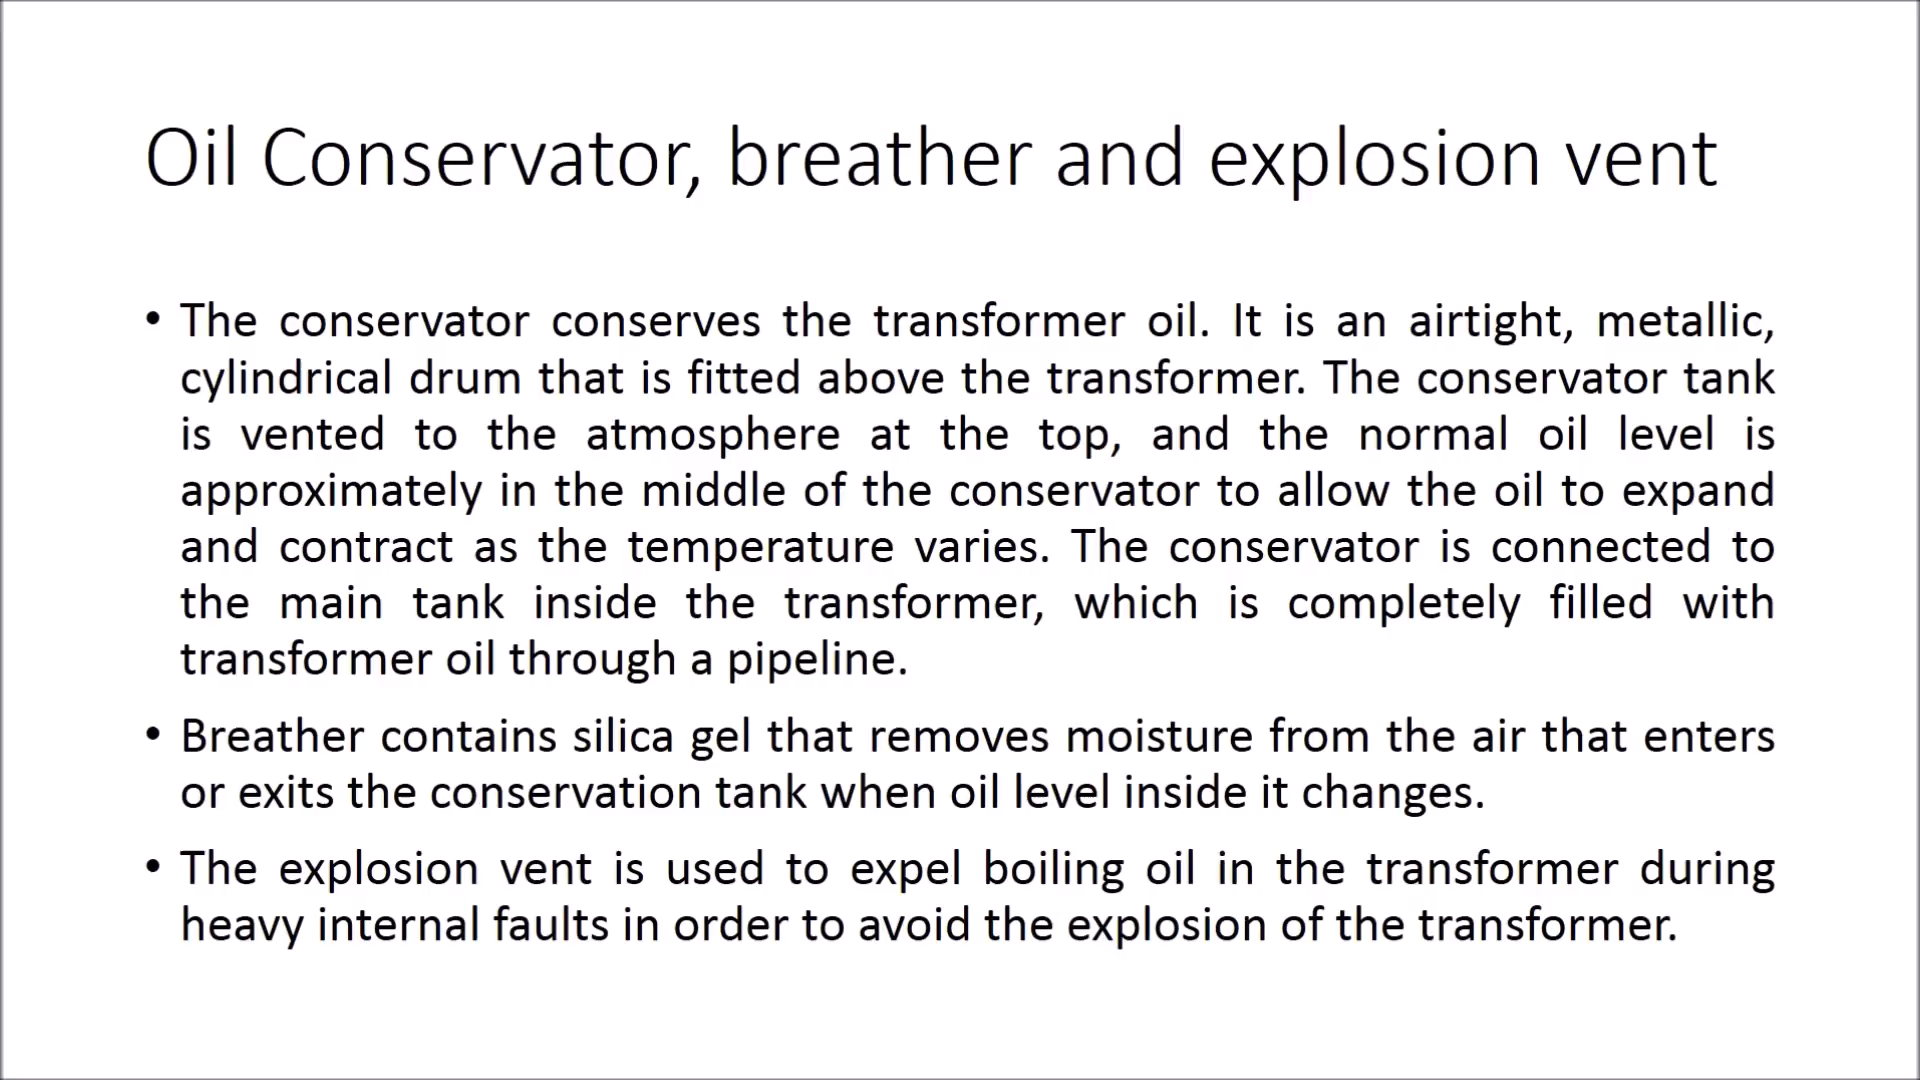 Oil Conservator, breather and explosion vent
• The conservator conserves the transformer oil. It is an airtight, metallic,
cylindrical drum that is fitted above the transformer. The conservator tank
is vented to the atmosphere at the top, and the normal oil level is
approximately in the middle of the conservator to allow the oil to expand
and contract as the temperature varies. The conservator is connected to
the main tank inside the transformer, which is completely filled with
transformer oil through a pipeline.
• Breather contains silica gel that removes moisture from the air that enters
or exits the conservation tank when oil level inside it changes.
• The explosion vent is used to expel boiling oil in the transformer during
heavy internal faults in order to avoid the explosion of the transformer.